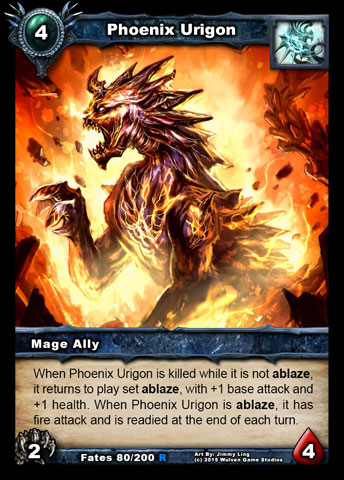 4
Phoenix Urigon
Mage Ally
When Phoenix Urigon is killed while it is not ablaze,
it returns to play set ablaze, with +1 base attack and
+1 health. When Phoenix Urigon is ablaze, it has
fire attack and is readied at the end of each turn.
2
Fates 80/200 R
Art By: Jimmy Ling
(c) 2015 Wulven Game Studios
4